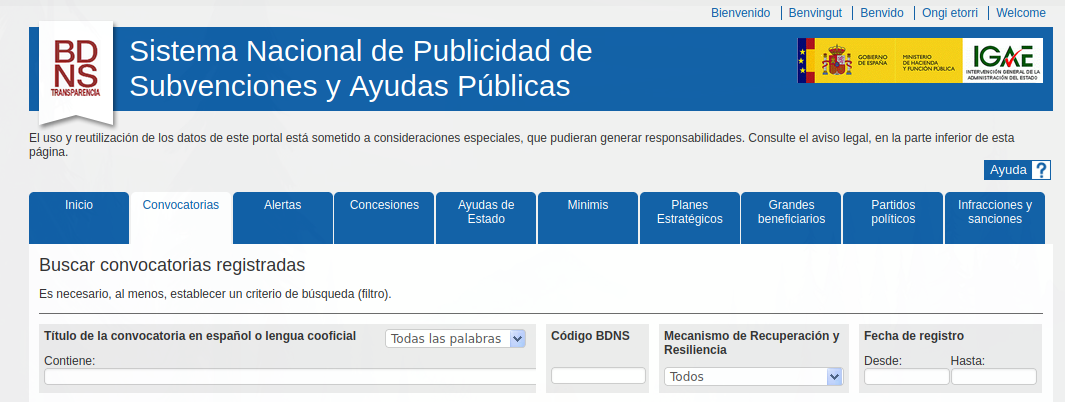 Bienvenido Benvingut Benvido Ongi etorri Welcome
BD
NS
TRANSPARENCIA
Sistema Nacional de Publicidad de
Subvenciones y Ayudas Públicas
GOBIERNO
DE ESPAÑA
MINISTERIO
DE HACIENDA
Y FUNCIÓN PÚBLICA
IGAE
INTERVENCIÓN GENERAL DE LA
ADMINISTRACIÓN DEL ESTADO
El uso y reutilización de los datos de este portal está sometido a consideraciones especiales, que pudieran generar responsabilidades. Consulte el aviso legal, en la parte inferior de esta
página.
Ayuda ?
Inicio
Convocatorias
Alertas
Concesiones
Ayudas de
Estado
Minimis
Planes
Estratégicos
Grandes
beneficiarios
Partidos
políticos
Infracciones y
sanciones
Buscar convocatorias registradas
Es necesario, al menos, establecer un criterio de búsqueda (filtro).
Título de la convocatoria en español o lengua cooficial
Todas las palabras
Contiene:
Código BDNS
Mecanismo de Recuperación y
Resiliencia
Todos
Fecha de registro
Desde: Hasta: